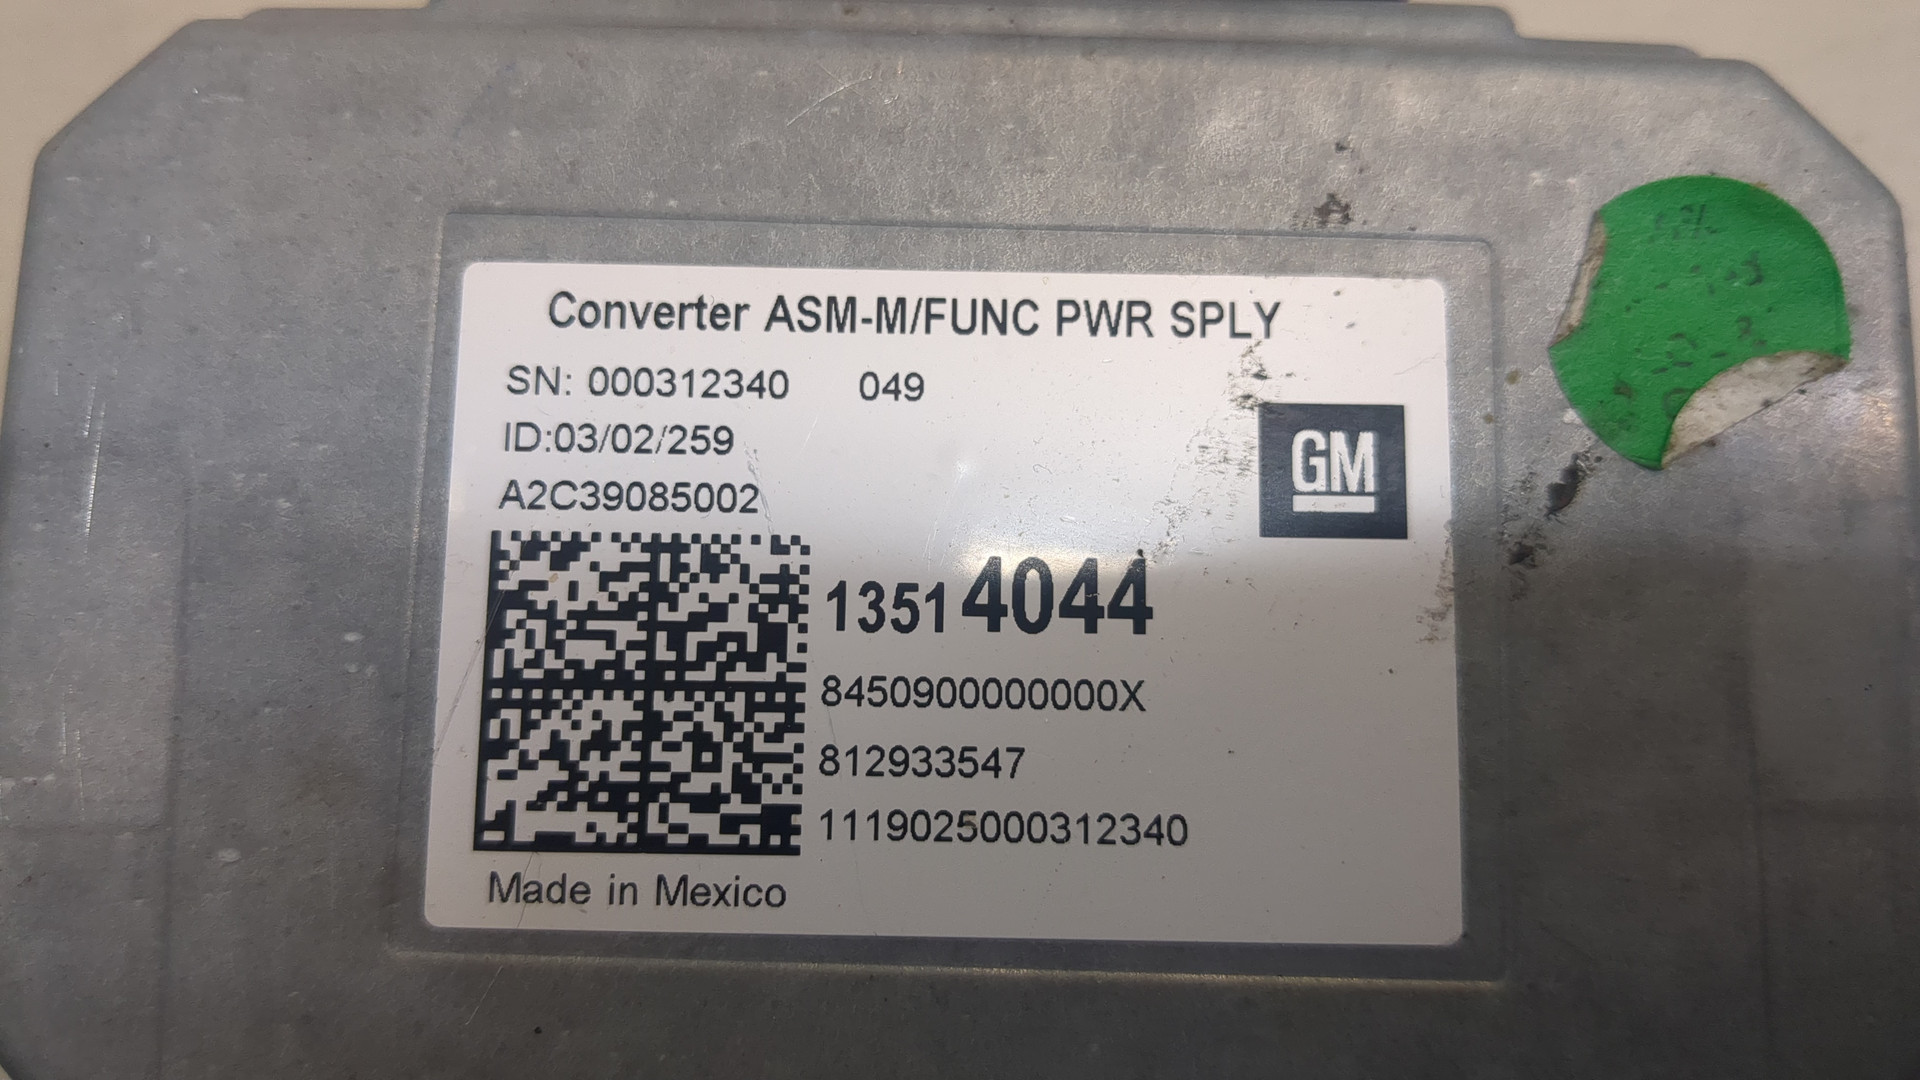 Converter ASM-M/FUNC PWR SPLY
SN: 000312340 049
ID:03/02/259
A2C39085002
GM
13514044
8450900000000X
812933547
1119025000312340
Made in Mexico